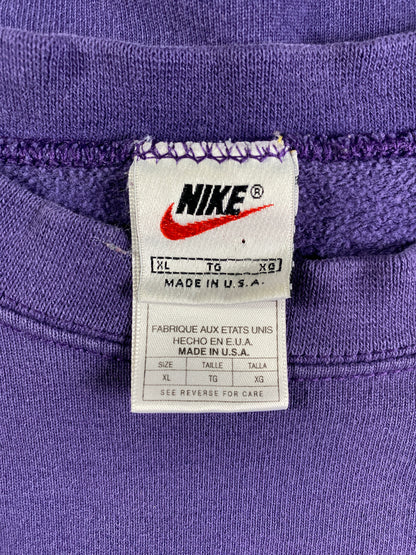 NIKE®
XL TG XG
MADE IN U.S.A.
FABRIQUE AUX ETATS UNIS
HECHO EN E.U.A.
MADE IN U.S.A.
SIZE TAILLE TALLA
XL TG XG
SEE REVERSE FOR CARE